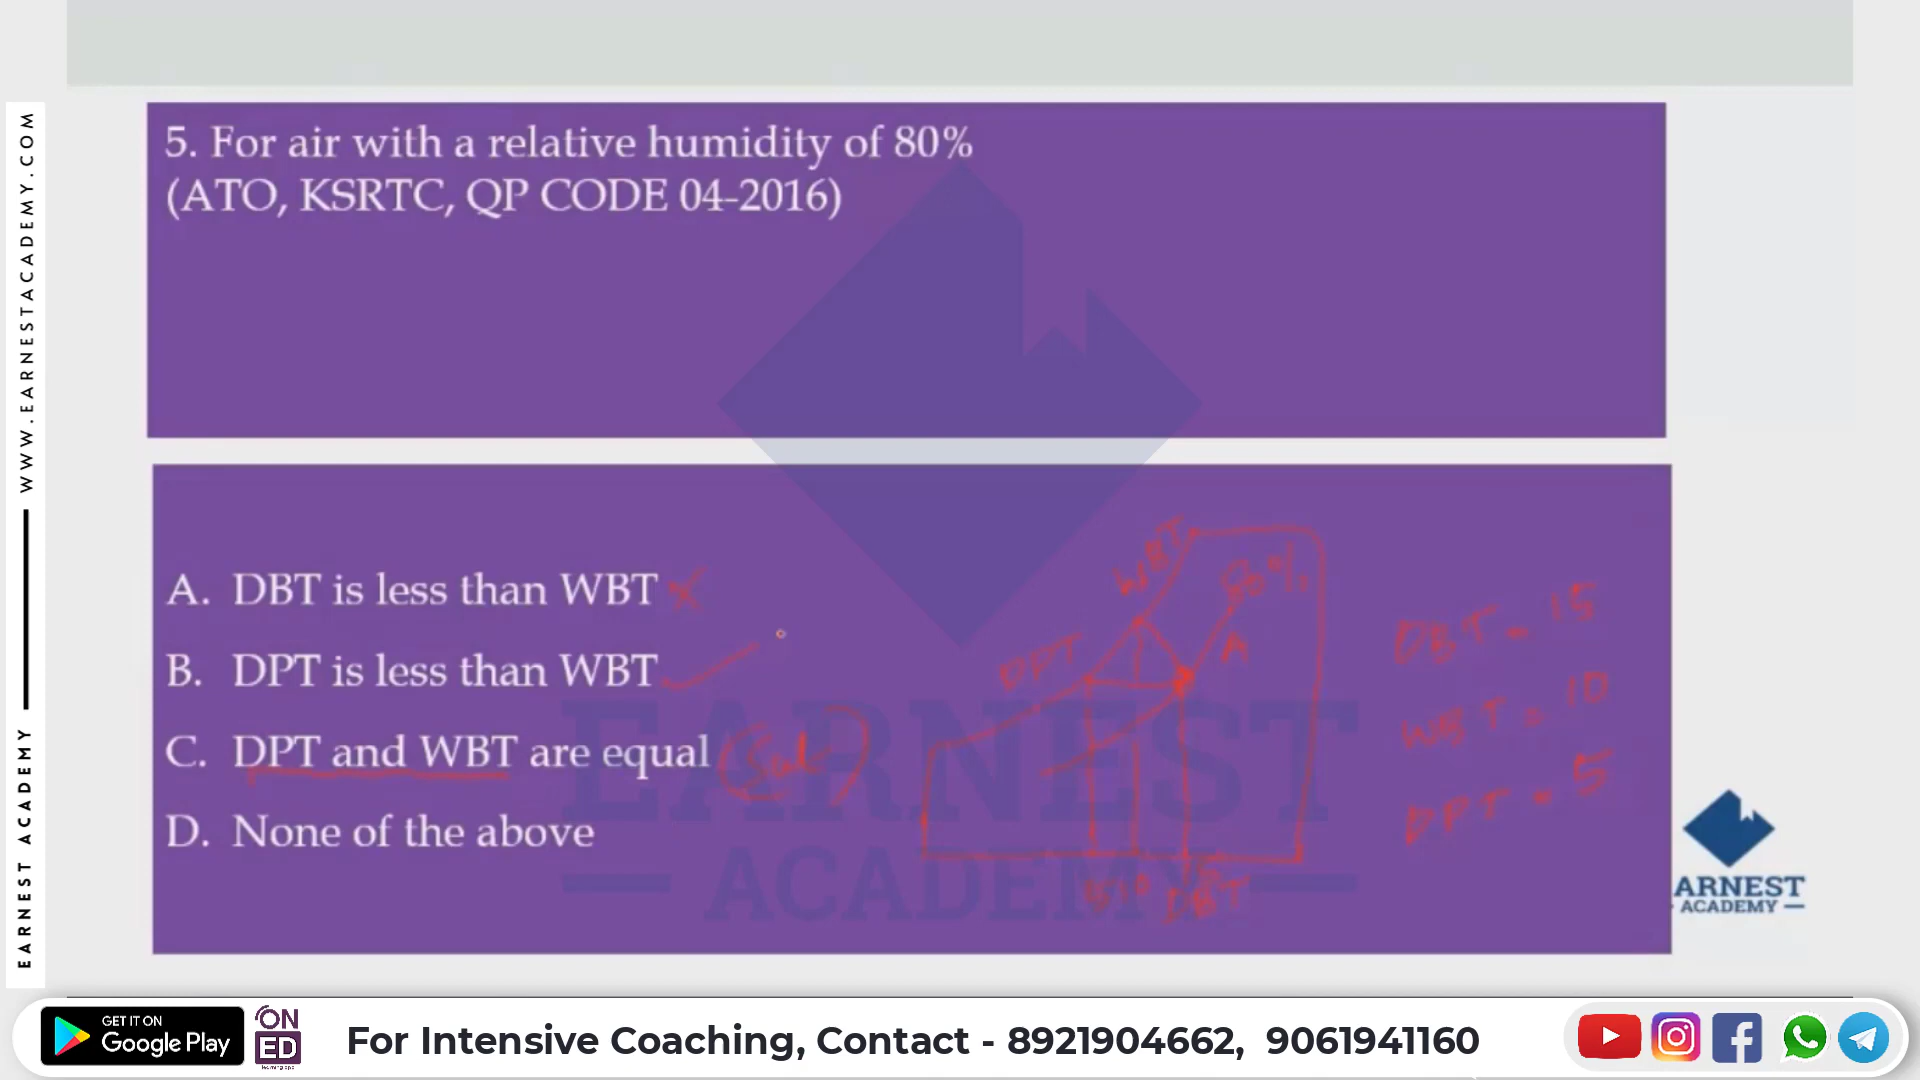 WWW.EARNESTACADEMY.COM
EARNEST ACADEMY
5. For air with a relative humidity of 80%
(ATO, KSRTC, QP CODE 04-2016)
A. DBT is less than WBT
B. DPT is less than WBT
C. DPT and WBT are equal
D. None of the above
WBT
DPT
A
DBT
DBT = 15
WBT = 10
DPT = 5
EARNEST
ACADEMY
ARNEST
ACADEMY
GET IT ON
Google Play
ON
ED
For Intensive Coaching, Contact - 8921904662, 9061941160